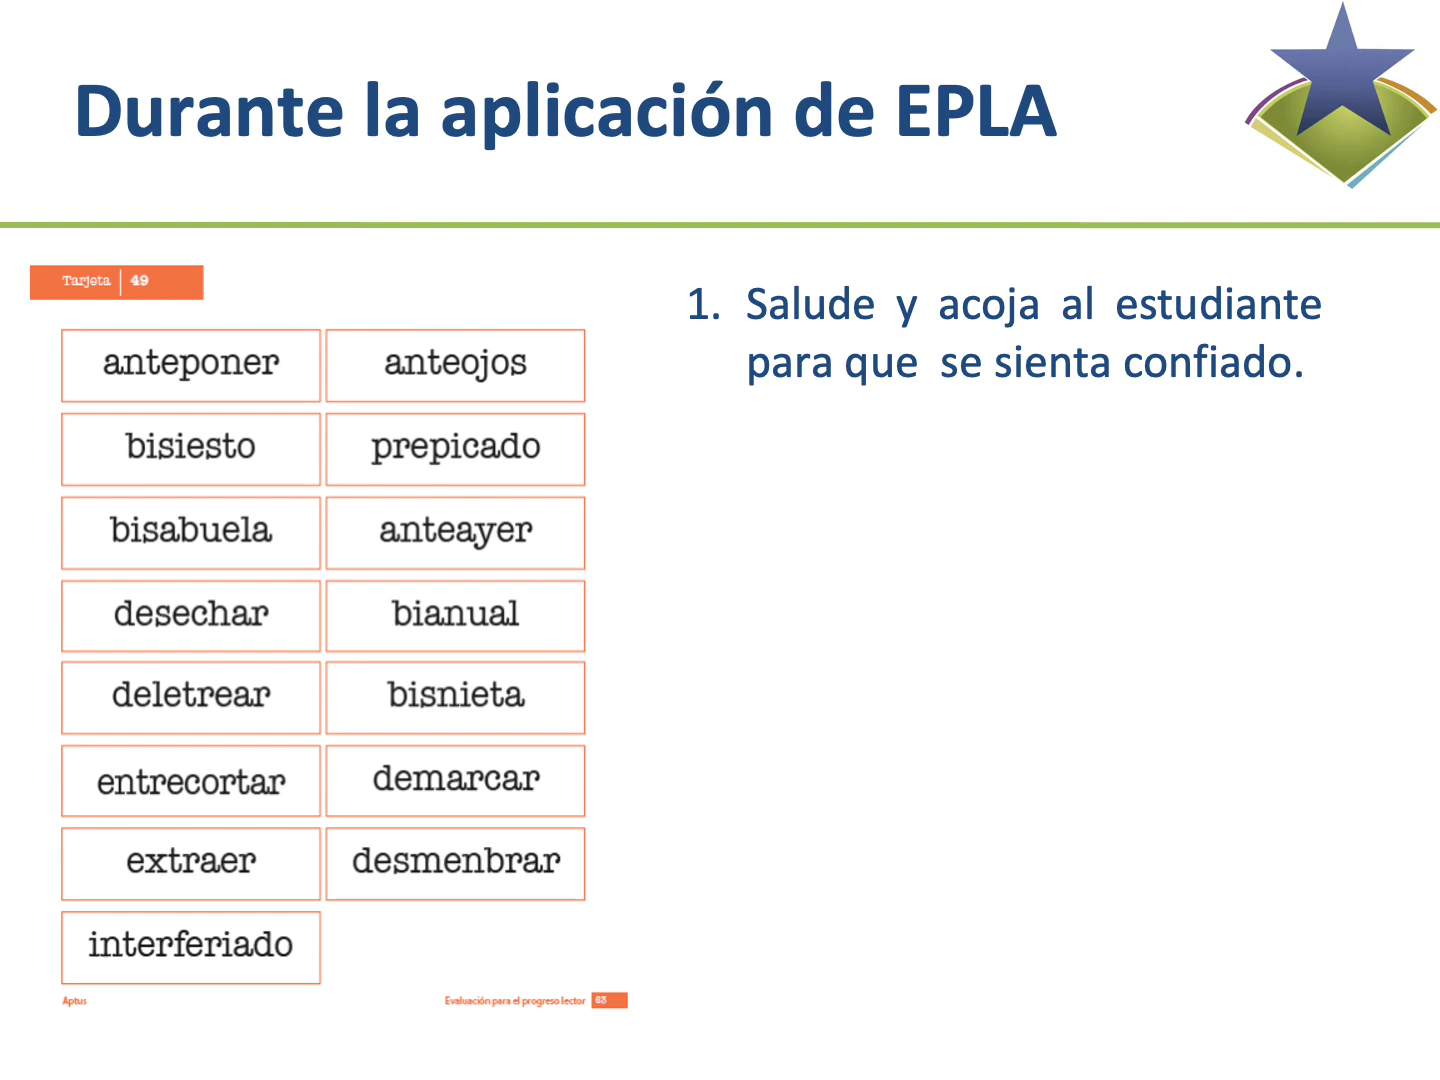 Durante la aplicación de EPLA
Tarjeta 49
anteponer anteojos
bisiesto prepicado
bisabuela anteayer
desechar bianual
deletrear bisnieta
entrecortar demarcar
extraer desmenbrar
interferiado
Aptus Evaluación para el progreso lector 63
1. Salude y acoja al estudiante
para que se sienta confiado.